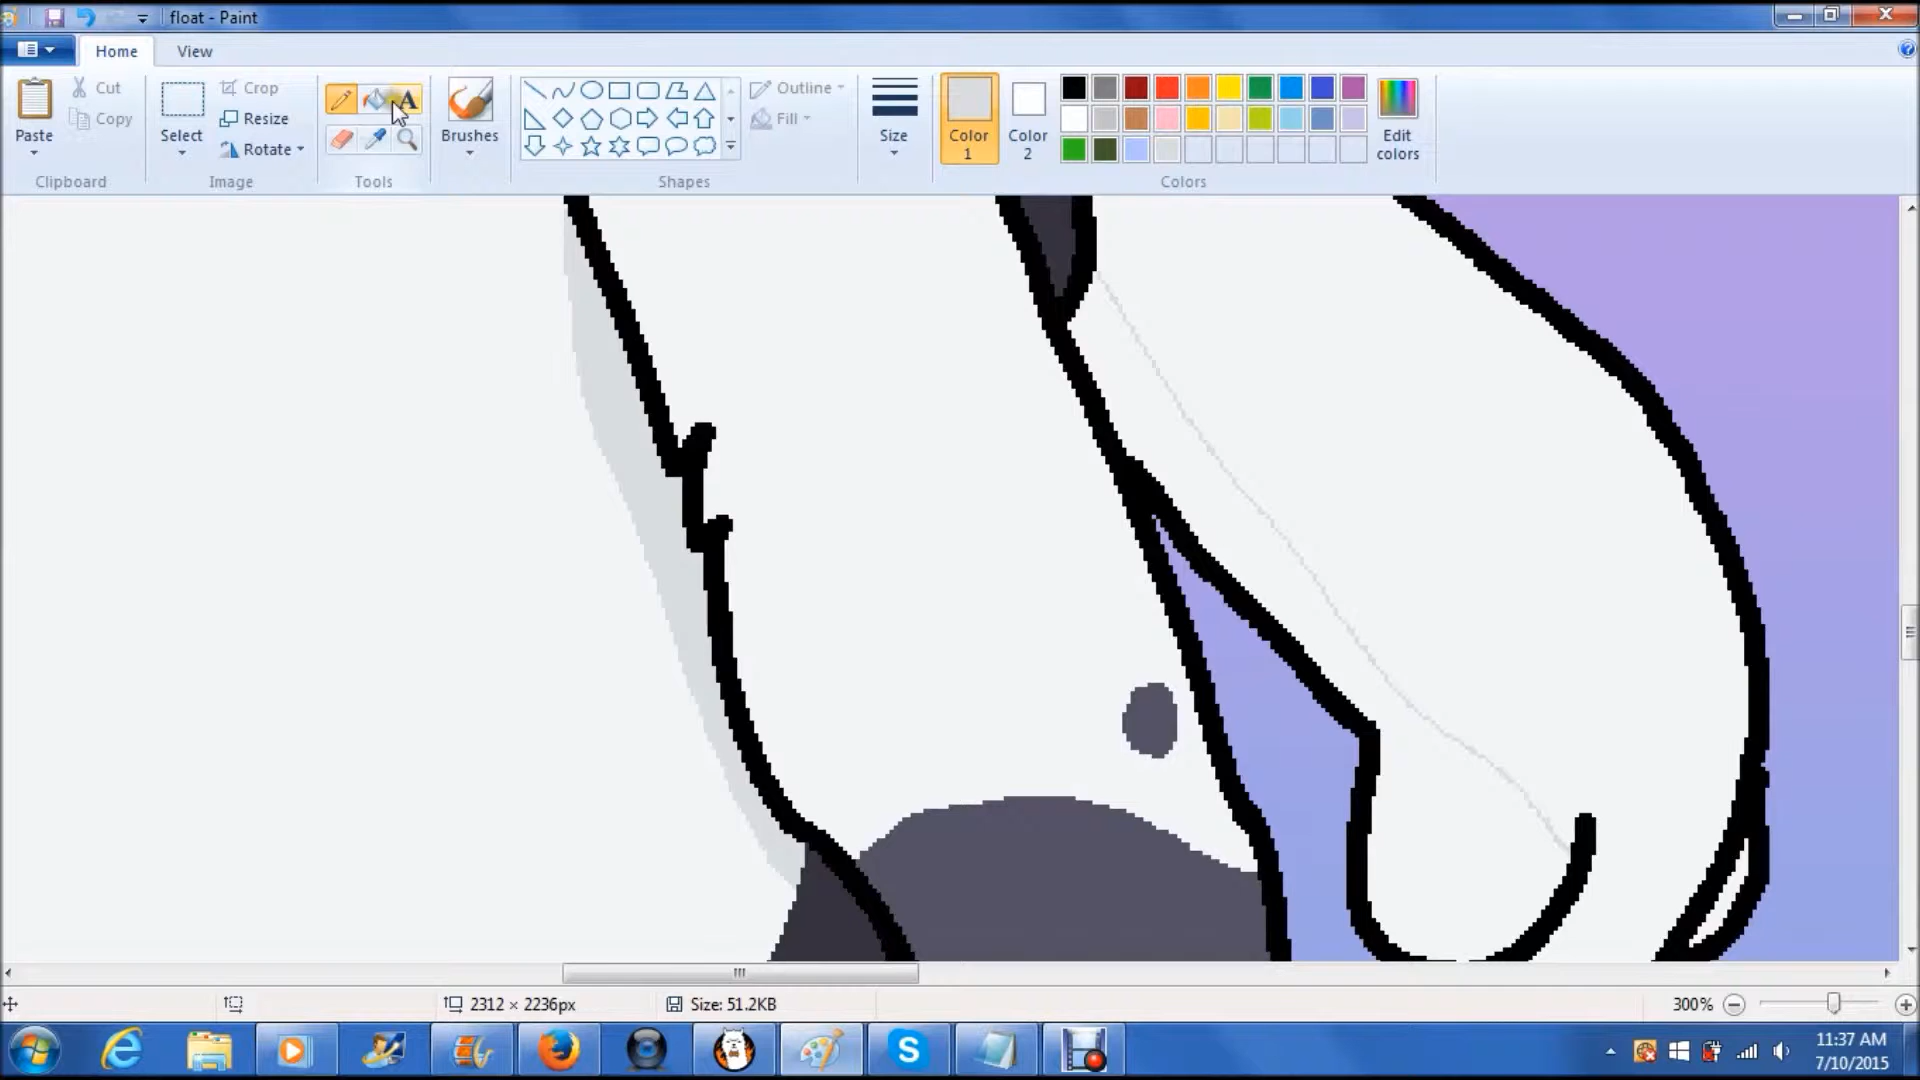 float - Paint
Home View
Paste Cut Copy Clipboard
Select Crop Resize Rotate Image
A Tools
Brushes
Outline Fill Shapes
Size
Color 1 Color 2 Edit colors Colors
2312 × 2236px Size: 51.2KB 300%
11:37 AM
7/10/2015